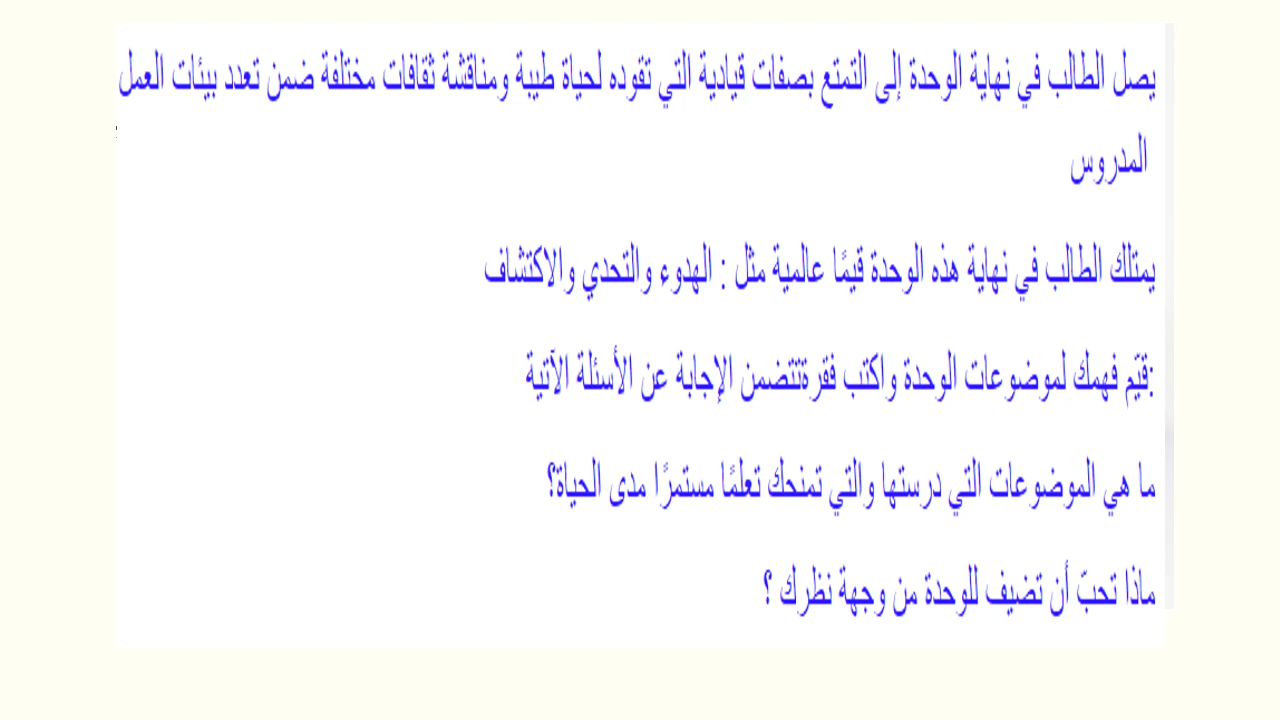 يصل الطالب في نهاية الوحدة إلى التمتع بصفات قيادية التي تقوده لحياة طيبة ومناقشة ثقافات مختلفة ضمن تعدد بيئات العمل
المدروس
يمتلك الطالب في نهاية هذه الوحدة قيمًا عالمية مثل : الهدوء والتحدي والاكتشاف
:قيّم فهمك لموضوعات الوحدة واكتب فقرةتتضمن الإجابة عن الأسئلة الآتية
ما هي الموضوعات التي درستها والتي تمنحك تعلمًا مستمرًا مدى الحياة؟
ماذا تحبّ أن تضيف للوحدة من وجهة نظرك ؟